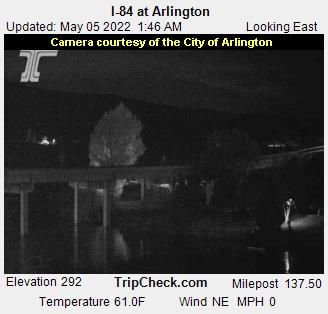 I-84 at Arlington
Updated: May 05 2022 1:46 AM Looking East
Camera courtesy of the City of Arlington
Elevation 292 TripCheck.com Milepost 137.50
Temperature 61.0F Wind NE MPH 0